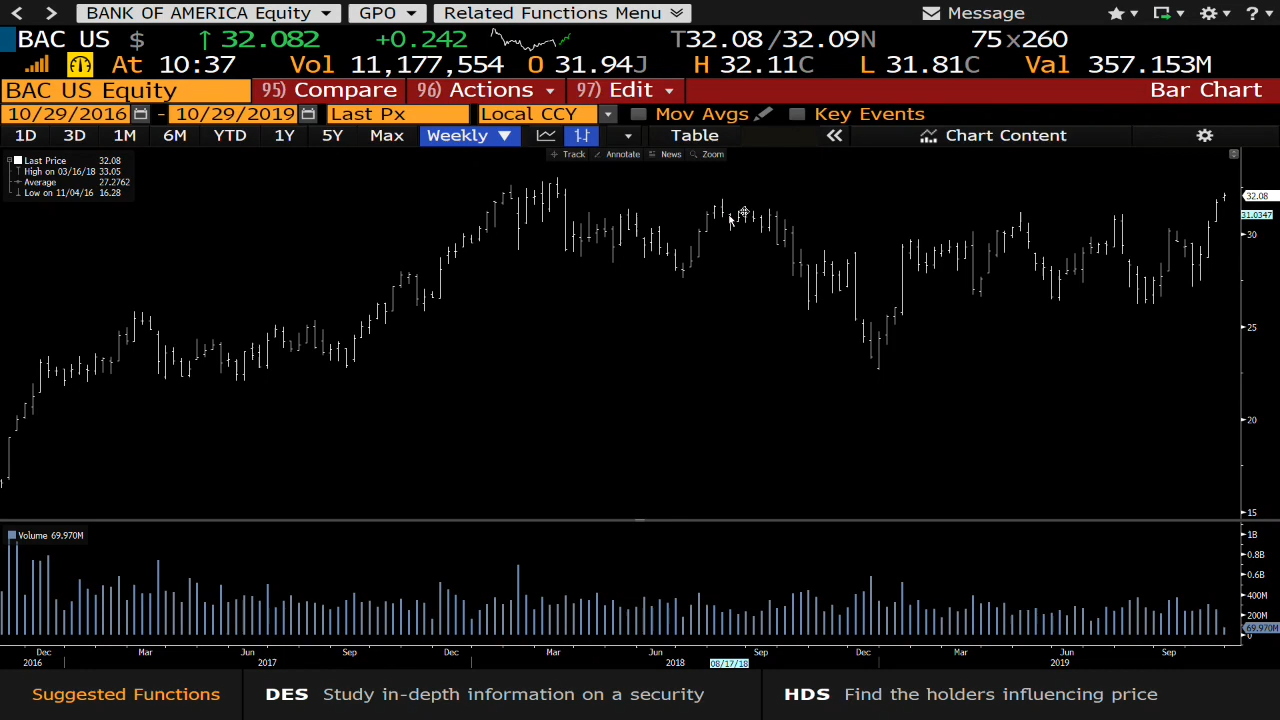 BANK OF AMERICA Equity GPO Related Functions Menu Message ?
BAC US $ ↑ 32.082 +0.242 T32.08 /32.09N 75 x260
At 10:37 Vol 11,177,554 O 31.94J H 32.11C L 31.81C Val 357.153M
BAC US Equity 95) Compare 96) Actions 97) Edit Bar Chart
10/29/2016 - 10/29/2019 Last Px Local CCY Mov Avgs Key Events
1D 3D 1M 6M YTD 1Y 5Y Max Weekly ▼ Table « Chart Content
Track Annotate News Zoom
Last Price 32.08
High on 03/16/18 33.05
Average 27.2762
Low on 11/04/16 16.28
32.08
31.0347
30
25
20
15
Volume 69.970M
1B
0.8B
0.6B
400M
200M
69.970M
0
Dec Mar Jun Sep Dec Mar Jun Sep Dec Mar Jun Sep
2016 2017 2018 08/17/18 2019
Suggested Functions DES Study in-depth information on a security HDS Find the holders influencing price